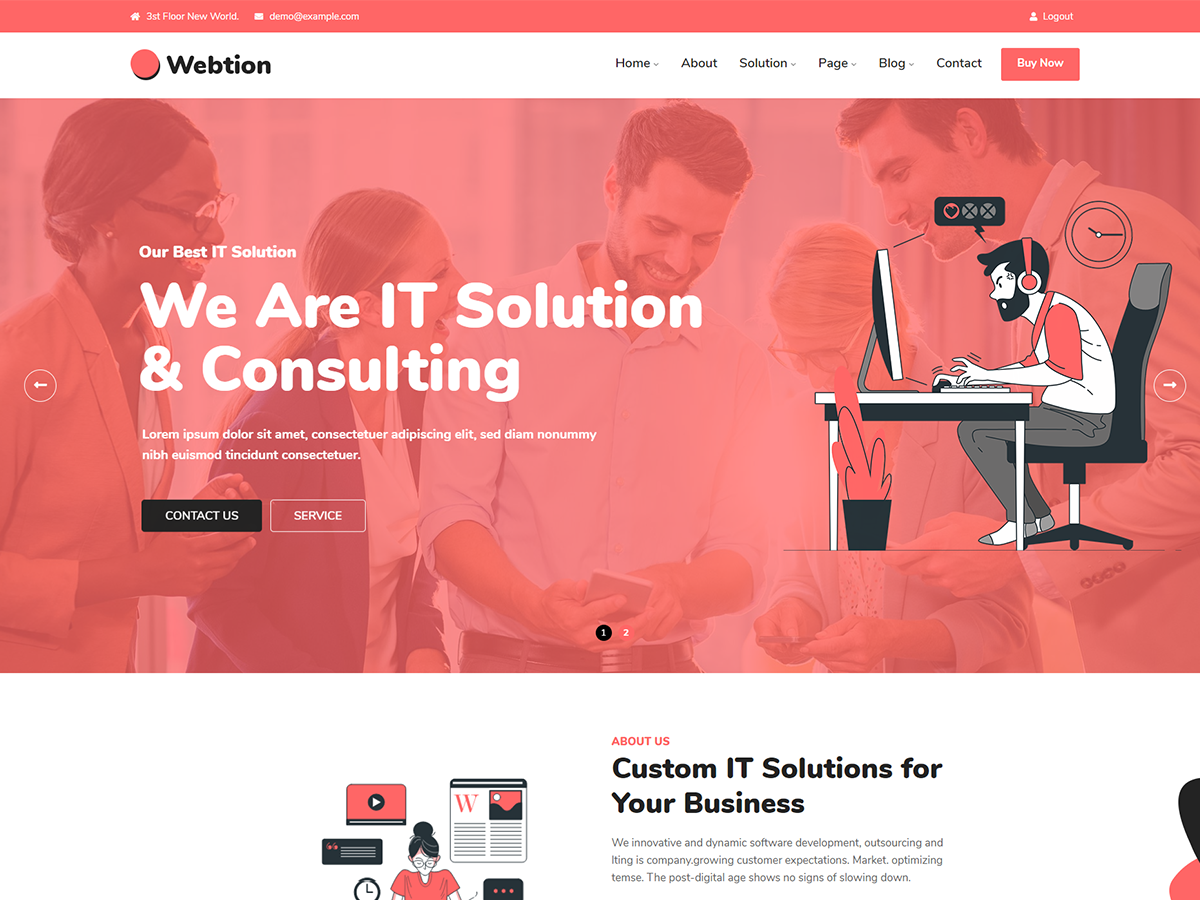 3st Floor New World. demo@example.com Logout
Webtion Home About Solution Page Blog Contact Buy Now
Our Best IT Solution
We Are IT Solution
& Consulting
Lorem ipsum dolor sit amet, consectetuer adipiscing elit, sed diam nonummy
nibh euismod tincidunt consectetuer.
CONTACT US SERVICE
1 2
ABOUT US
Custom IT Solutions for
Your Business
We innovative and dynamic software development, outsourcing and
lting is company.growing customer expectations. Market. optimizing
temse. The post-digital age shows no signs of slowing down.
W